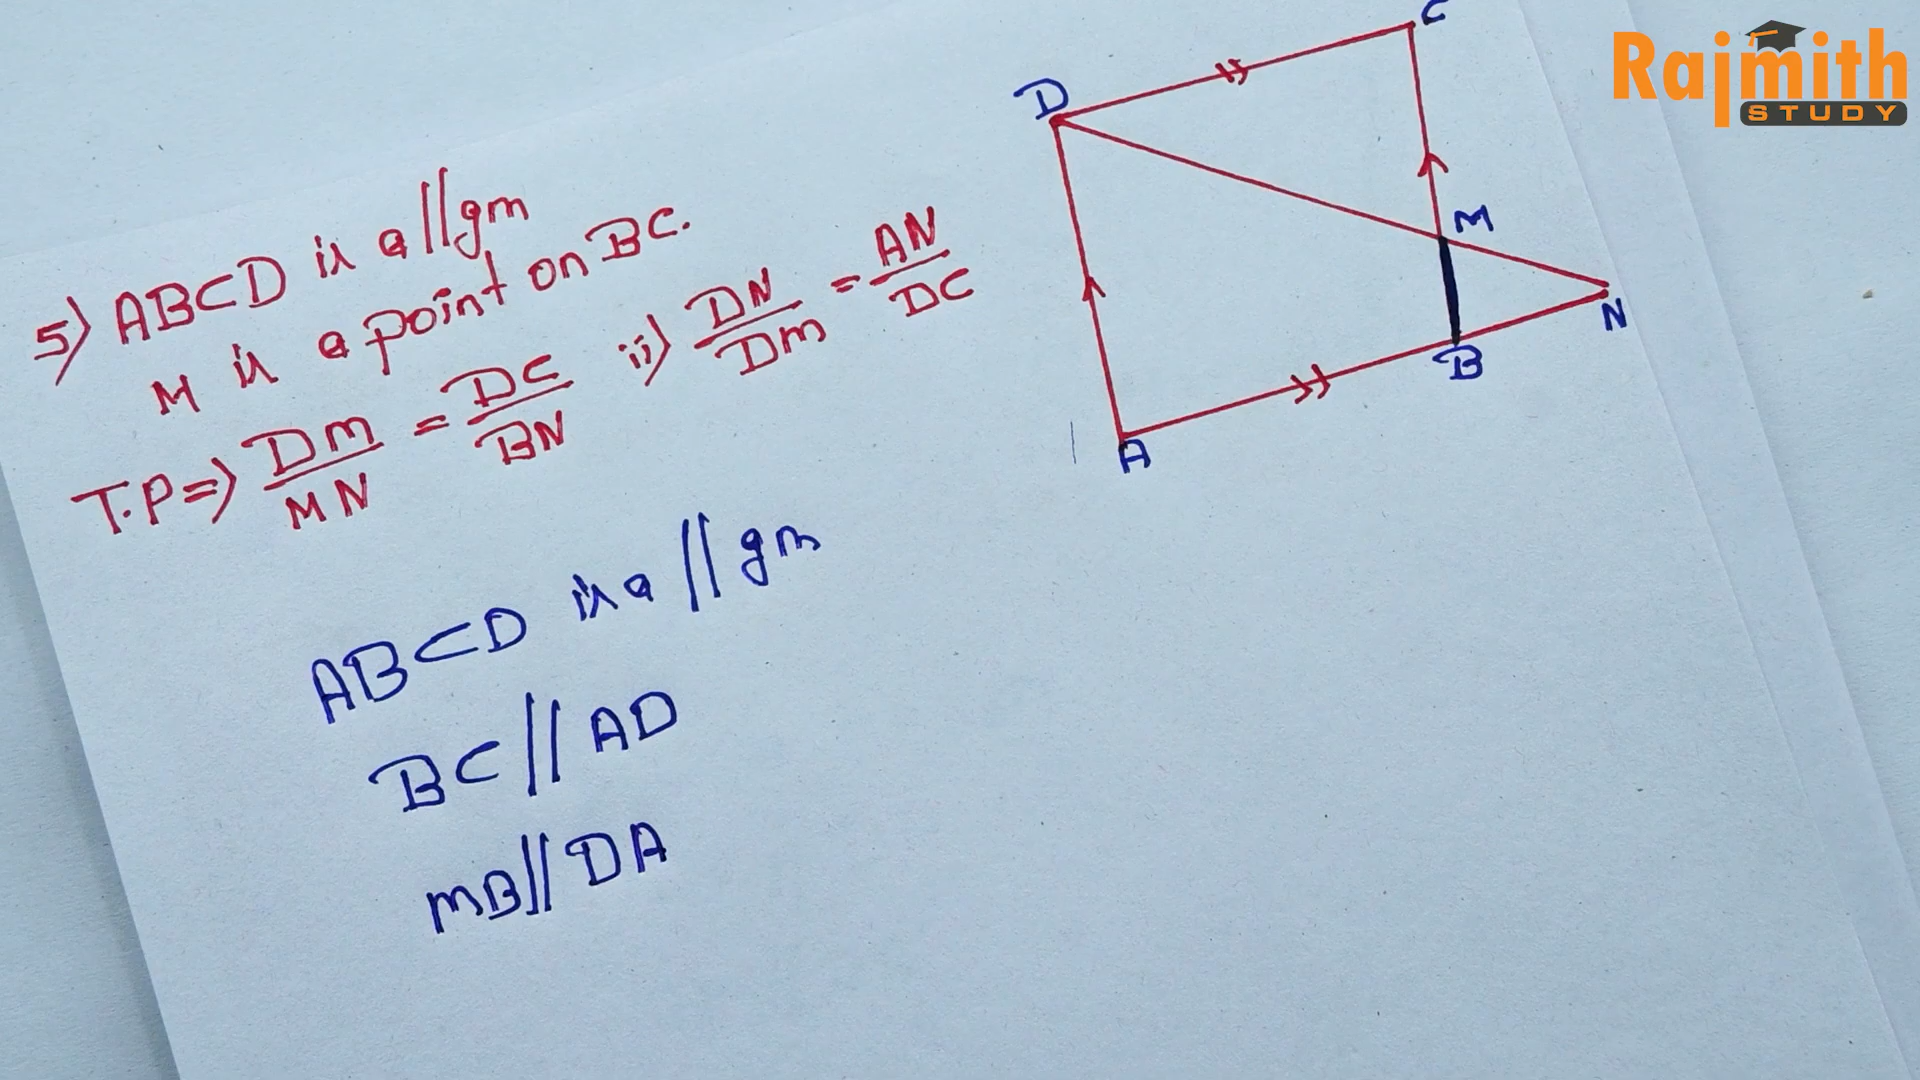 5) ABCD is a ||gm
M is a point on BC.
T.P=> DM/MN = DC/BN ii) DN/DM = AN/DC
ABCD is a || gm
BC || AD
MB || DA
D
C
M
N
B
A
Rajmith
STUDY